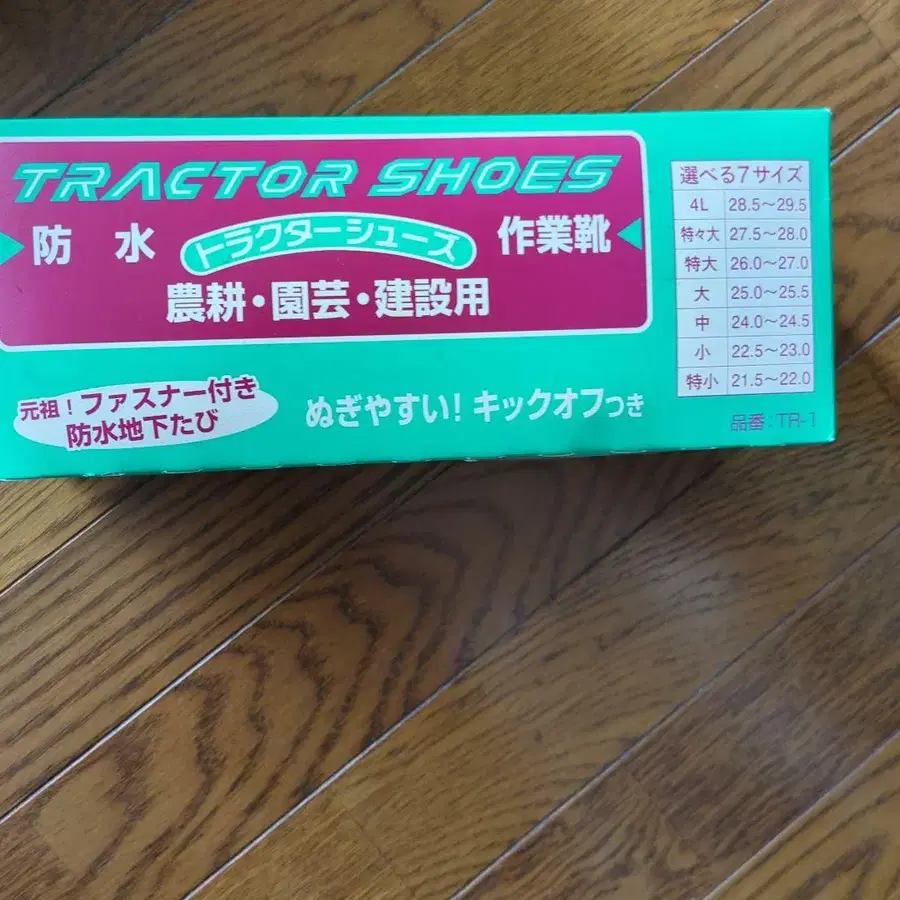 TRACTOR SHOES
防水 トラクターシューズ 作業靴
農耕・園芸・建設用
元祖!ファスナー付き
防水地下たび
ぬぎやすい!キックオフつき
選べる7サイズ
4L 28.5~29.5
特々大 27.5~28.0
特大 26.0~27.0
大 25.0~25.5
中 24.0~24.5
小 22.5~23.0
特小 21.5~22.0
品番:TR-1